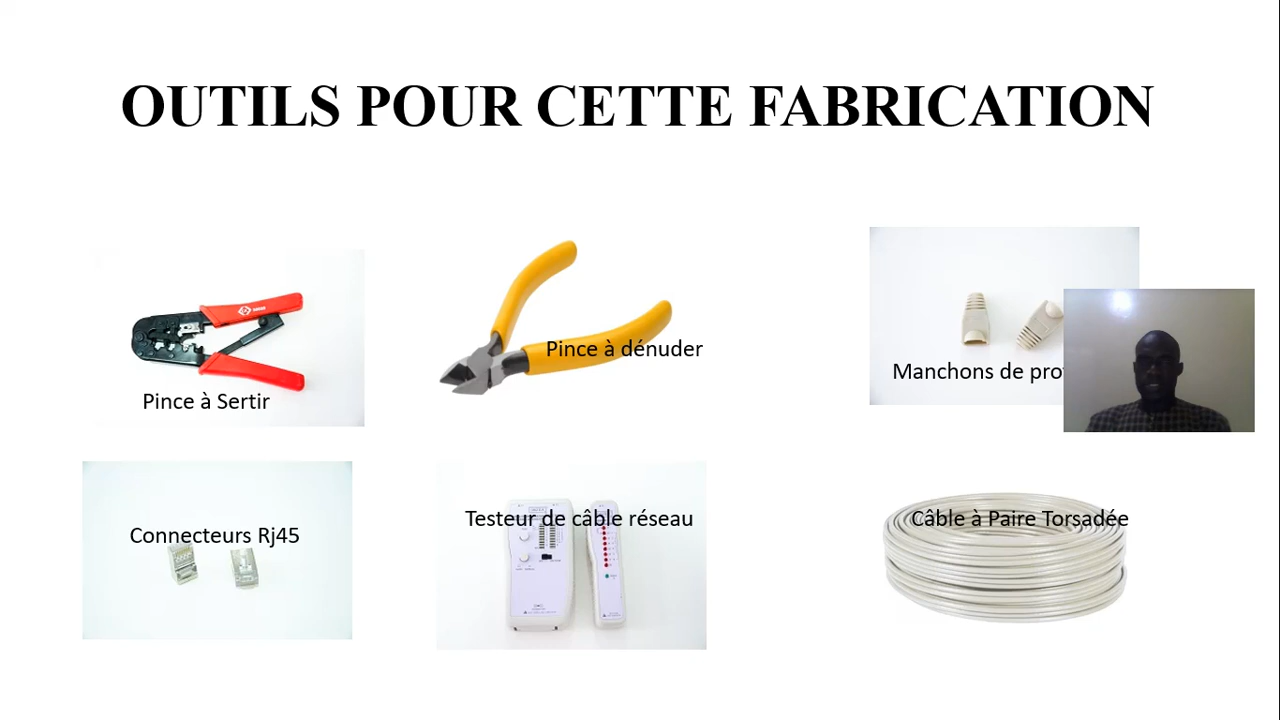 OUTILS POUR CETTE FABRICATION
Pince à Sertir
Pince à dénuder
Manchons de
Connecteurs Rj45
Testeur de câble réseau
Câble à Paire Torsadée